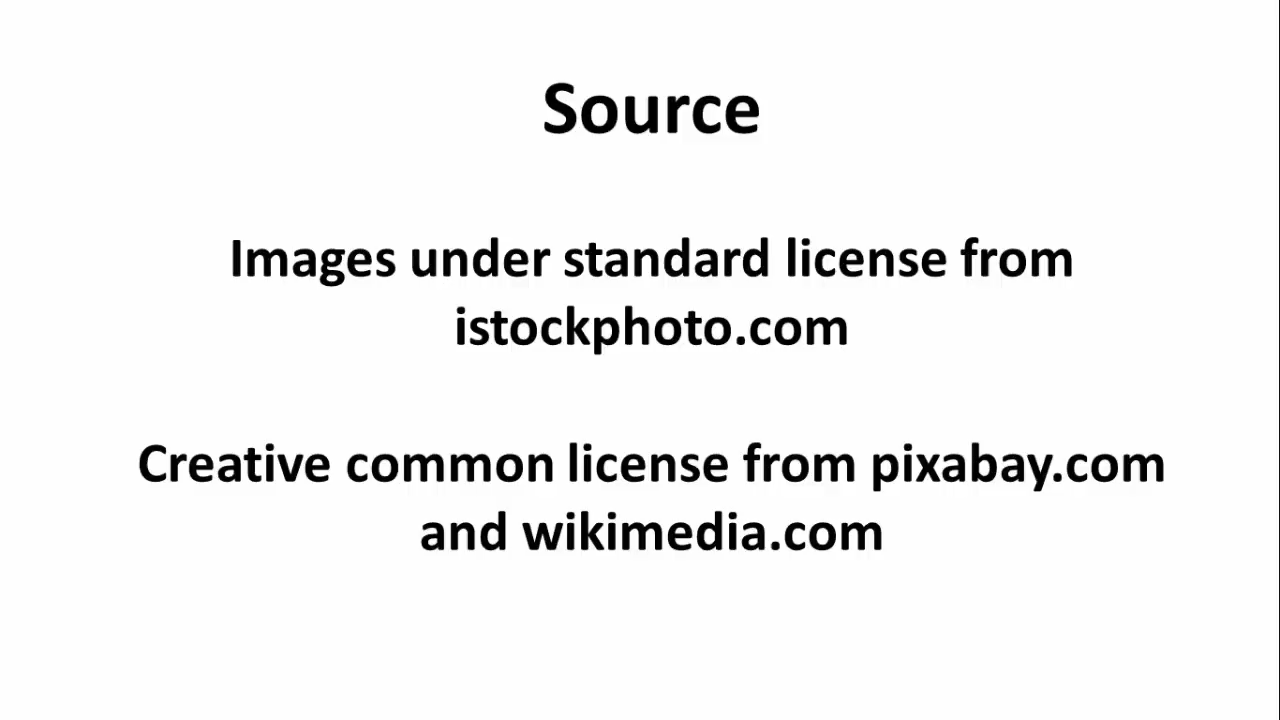 Source
Images under standard license from
istockphoto.com
Creative common license from pixabay.com
and wikimedia.com